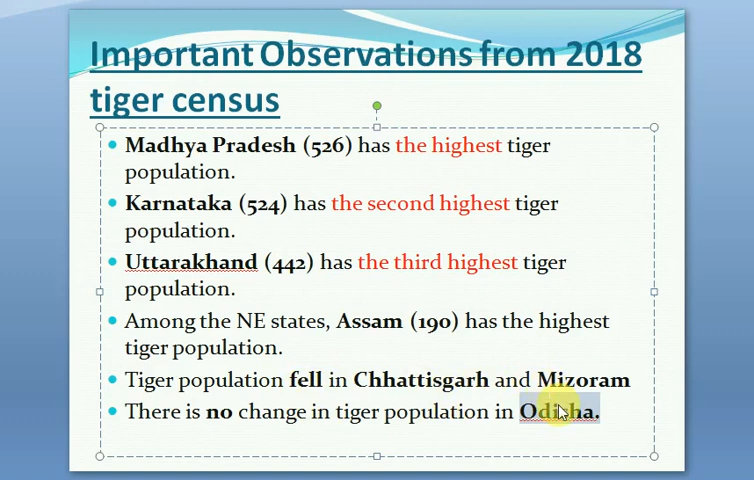 Important Observations from 2018
tiger census
Madhya Pradesh (526) has the highest tiger
population.
Karnataka (524) has the second highest tiger
population.
Uttarakhand (442) has the third highest tiger
population.
Among the NE states, Assam (190) has the highest
tiger population.
Tiger population fell in Chhattisgarh and Mizoram
There is no change in tiger population in Odisha.